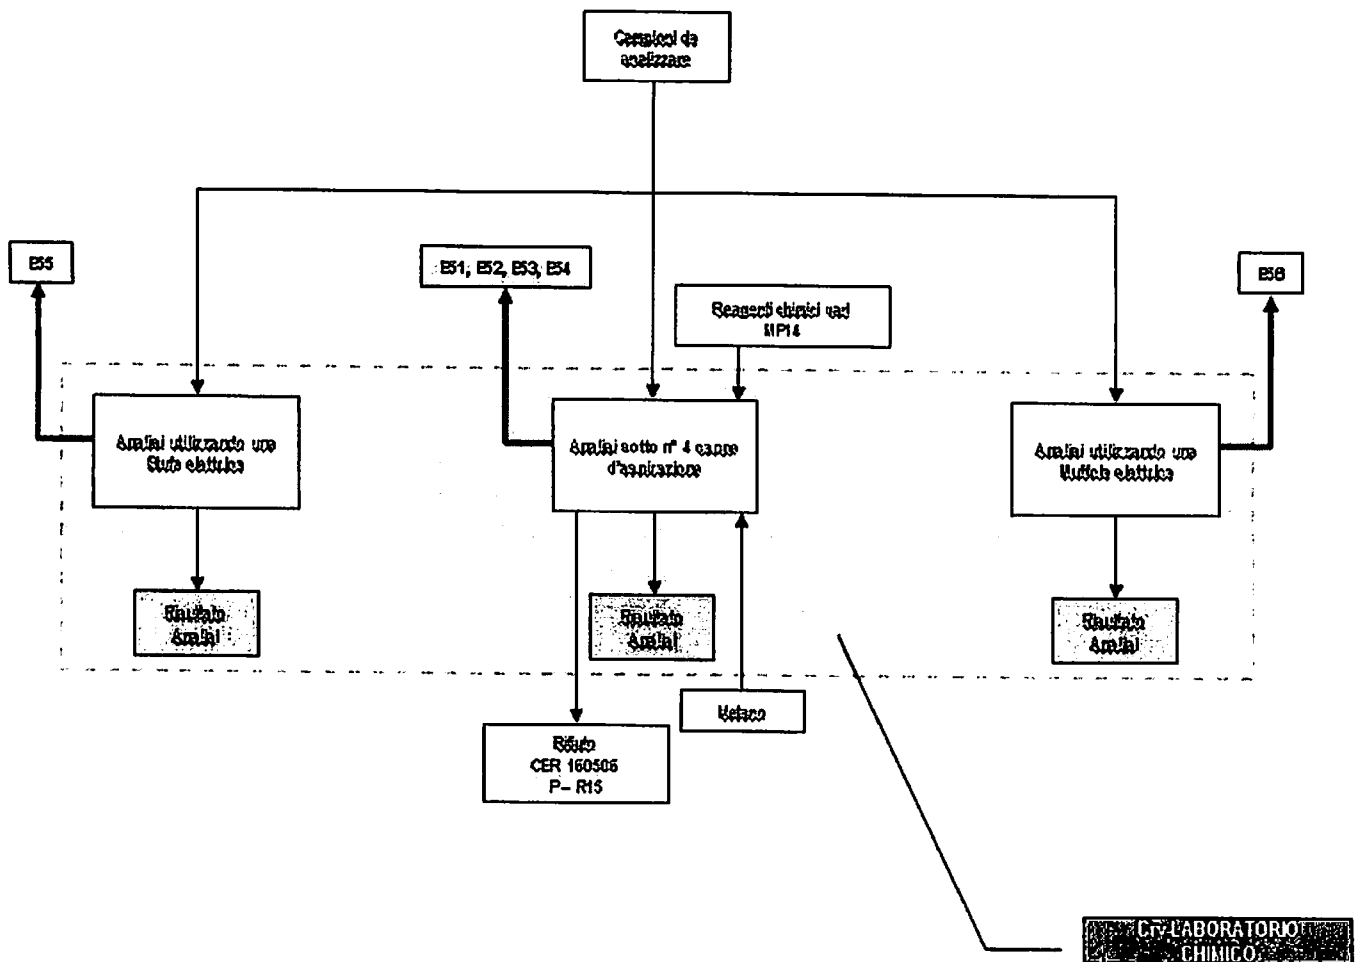 Campioni da
analizzare
E55
E51, E52, E53, E54
E56
Reagenti chimici vari
MP14
Analisi utilizzando una
Stufa elettrica
Analisi sotto n° 4 cappe
d'aspirazione
Analisi utilizzando una
Muffola elettrica
Risultato
Analisi
Risultato
Analisi
Risultato
Analisi
Metano
Rifiuto
CER 160506
P – R15
LABORATORIO
CHIMICO